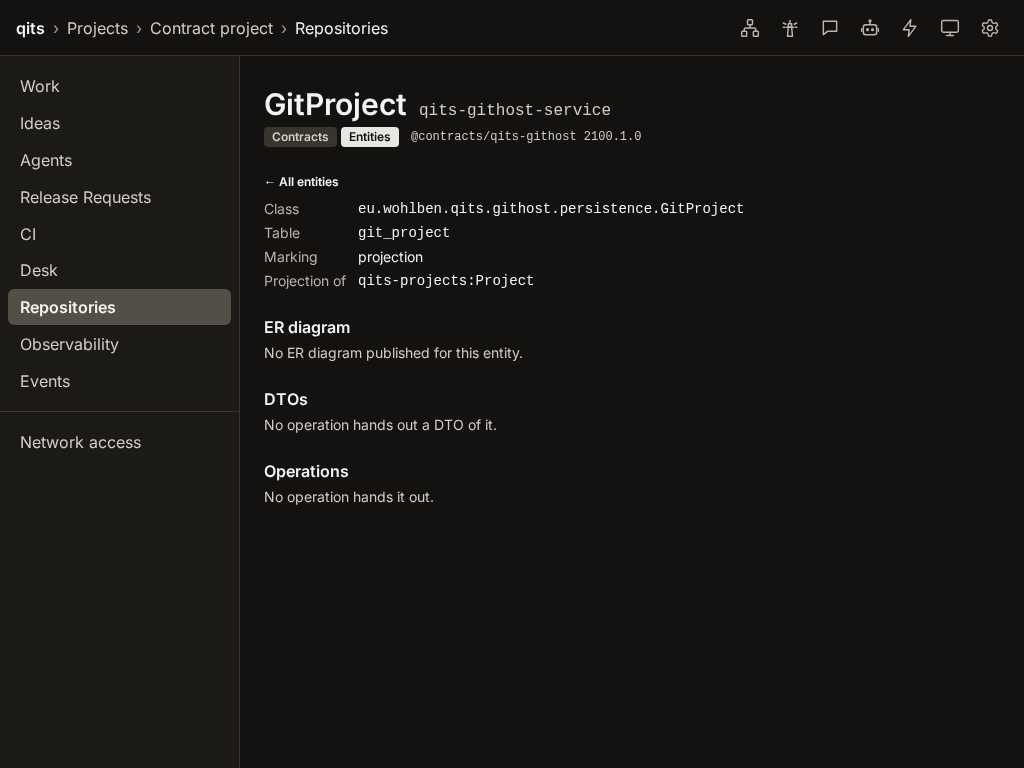 qits › Projects › Contract project › Repositories
Work
Ideas
Agents
Release Requests
CI
Desk
Repositories
Observability
Events
Network access
GitProject qits-githost-service
Contracts Entities @contracts/qits-githost 2100.1.0
← All entities
Class eu.wohlben.qits.githost.persistence.GitProject
Table git_project
Marking projection
Projection of qits-projects:Project
ER diagram
No ER diagram published for this entity.
DTOs
No operation hands out a DTO of it.
Operations
No operation hands it out.